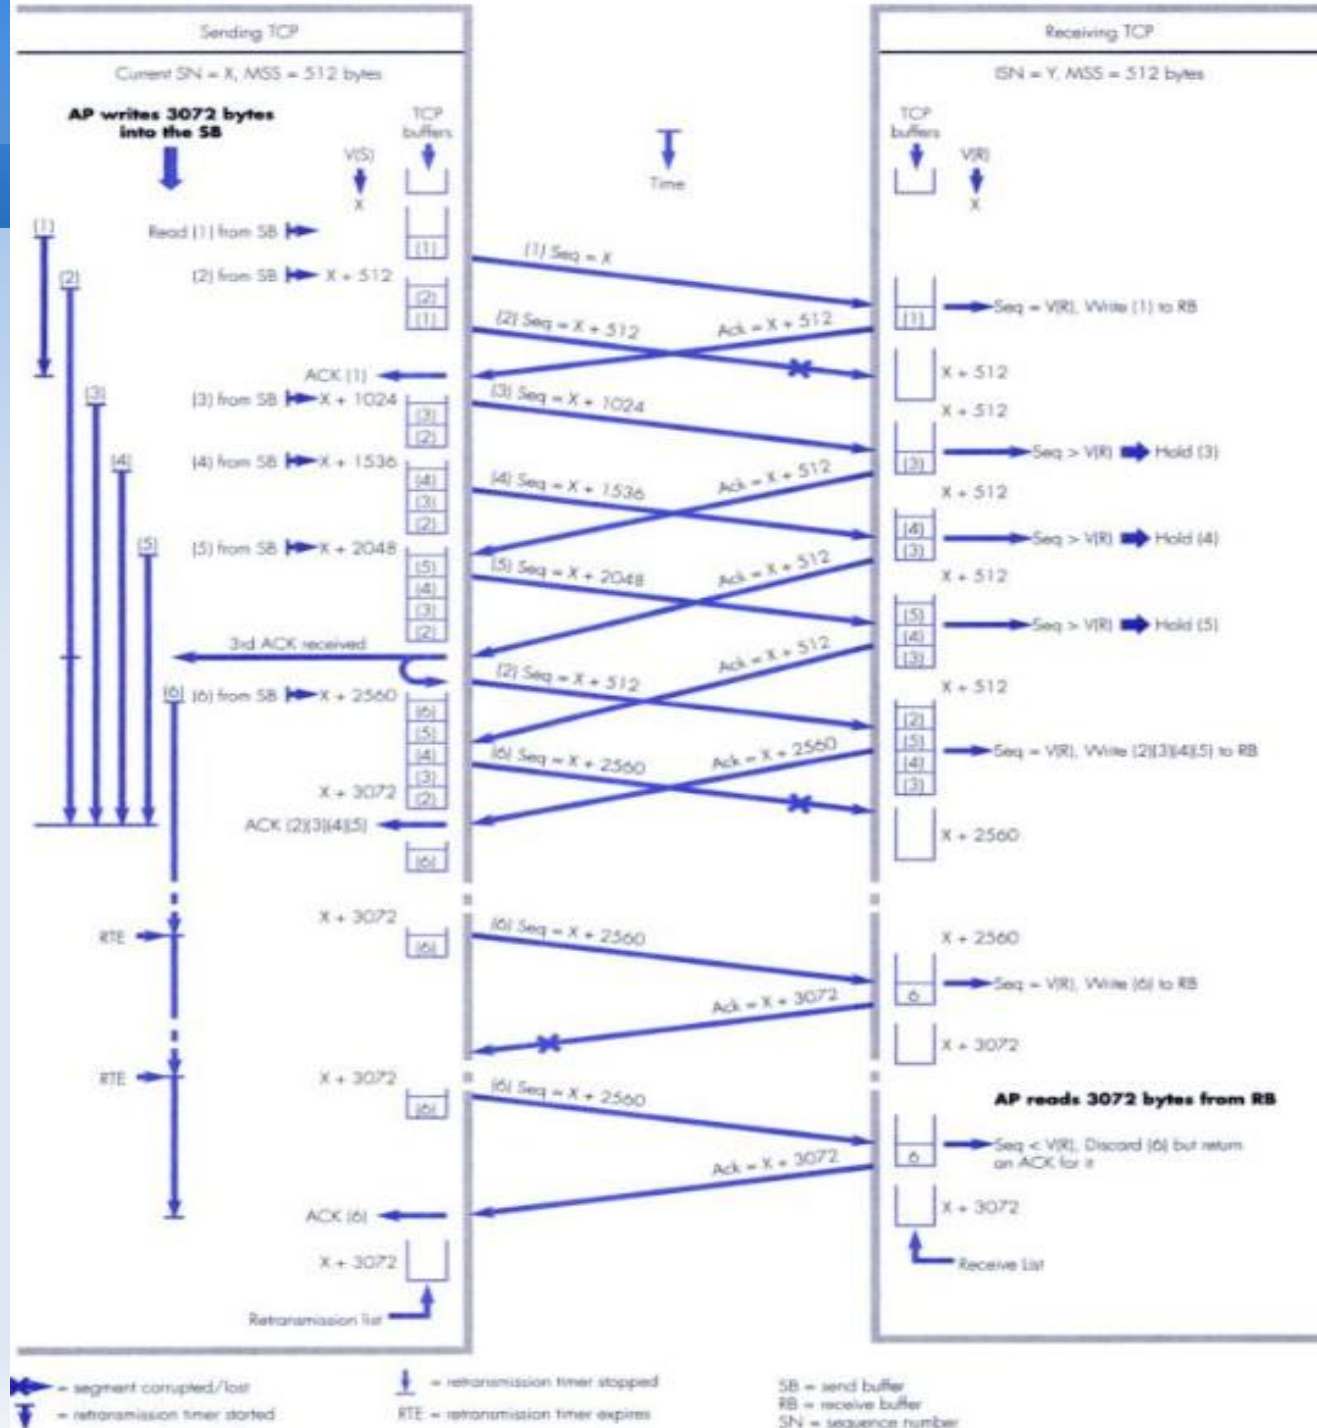 Sending TCP
Current SN = X, MSS = 512 bytes
AP writes 3072 bytes
into the SB
TCP
buffers
V(S)
X
(1)
Read (1) from SB
(1)
(2)
(2) from SB
X + 512
(2)
(1)
ACK (1)
(3)
(3) from SB
X + 1024
(3)
(2)
(4)
(4) from SB
X + 1536
(4)
(3)
(2)
(5)
(5) from SB
X + 2048
(5)
(4)
(3)
(2)
3rd ACK received
(6)
(6) from SB
X + 2560
(6)
(5)
(4)
(3)
(2)
X + 3072
ACK (2)(3)(4)(5)
(6)
RTE
X + 3072
(6)
RTE
X + 3072
(6)
ACK (6)
X + 3072
Retransmission list
Time
(1) Seq = X
(2) Seq = X + 512
Ack = X + 512
(3) Seq = X + 1024
Ack = X + 512
(4) Seq = X + 1536
Ack = X + 512
(5) Seq = X + 2048
Ack = X + 512
(2) Seq = X + 512
Ack = X + 2560
(6) Seq = X + 2560
(6) Seq = X + 2560
Ack = X + 3072
(6) Seq = X + 2560
Ack = X + 3072
Receiving TCP
ISN = Y, MSS = 512 bytes
TCP
buffers
V(R)
X
(1)
Seq = V(R), Write (1) to RB
X + 512
X + 512
(3)
Seq > V(R)
Hold (3)
X + 512
(4)
(3)
Seq > V(R)
Hold (4)
X + 512
(5)
(4)
(3)
Seq > V(R)
Hold (5)
X + 512
(2)
(5)
(4)
(3)
Seq = V(R), Write (2)(3)(4)(5) to RB
X + 2560
X + 2560
6
Seq = V(R), Write (6) to RB
X + 3072
AP reads 3072 bytes from RB
6
Seq < V(R), Discard (6) but return
an ACK for it
X + 3072
Receive List
= segment corrupted/lost
= retransmission timer started
= retransmission timer stopped
RTE = retransmission timer expires
SB = send buffer
RB = receive buffer
SN = sequence number